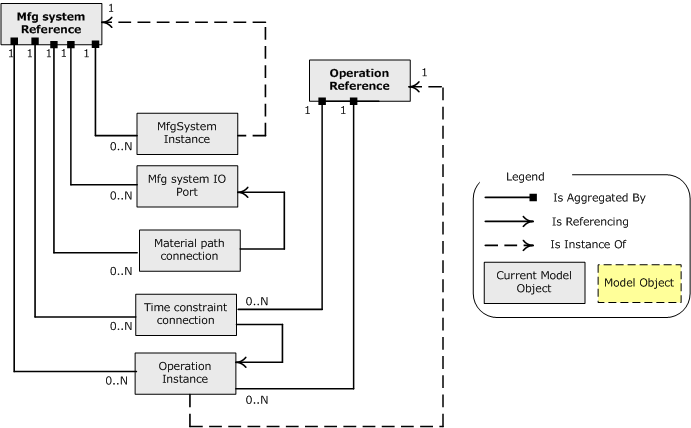 Mfg system
Reference
1
1
1
1
1
1
Operation
Reference
1
1
1
MfgSystem
Instance
0..N
Mfg system IO
Port
0..N
Material path
connection
0..N
Time constraint
connection
0..N
0..N
Operation
Instance
0..N
0..N
Legend
Is Aggregated By
Is Referencing
Is Instance Of
Current Model
Object
Model Object